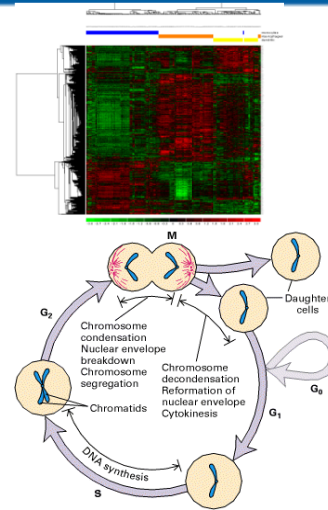 M
Daughter
cells
G2
Chromosome
condensation
Nuclear envelope
breakdown
Chromosome
segregation
Chromosome
decondensation
Reformation of
nuclear envelope
Cytokinesis
G0
G1
Chromatids
DNA synthesis
S